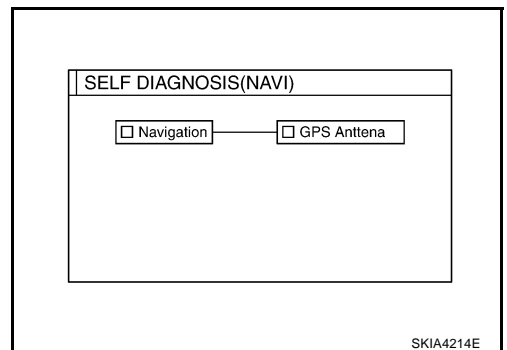 SELF DIAGNOSIS(NAVI)
Navigation
GPS Anttena
SKIA4214E